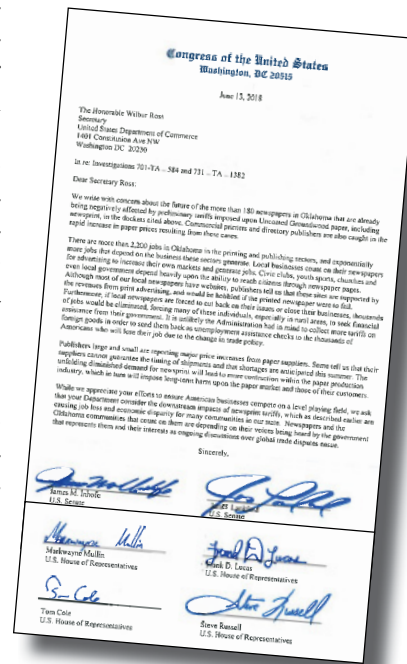 Congress of the United States
Washington, DC 20515
June 13, 2018
The Honorable Wilbur Ross
Secretary
United States Department of Commerce
1401 Constitution Ave NW
Washington DC 20230
In re: Investigations 701-TA – 584 and 731 – TA – 1382
Dear Secretary Ross:
We write with concern about the future of the more than 180 newspapers in Oklahoma that are already
being negatively affected by preliminary tariffs imposed upon Uncoated Groundwood paper, including
newsprint, in the dockets cited above. Commercial printers and directory publishers are also caught in the
rapid increase in paper prices resulting from these cases.
There are more than 2,200 jobs in Oklahoma in the printing and publishing sectors, and exponentially
more jobs that depend on the business these sectors generate. Local businesses count on their newspapers
for advertising to increase their own markets and generate jobs. Civic clubs, youth sports, churches and
even local government depend heavily upon the ability to reach citizens through newspaper pages.
Although most of our local newspapers have websites, publishers tell us that these sites are supported by
the revenues from print advertising, and would be hobbled if the printed newspaper were to fail.
Furthermore, if local newspapers are forced to cut back on their issues or close their business, thousands
of jobs would be eliminated, forcing many of these individuals, especially in rural areas, to seek financial
assistance from their government. It is unlikely the Administration had in mind to collect more tariffs on
foreign goods in order to send them back as unemployment assistance checks to the thousands of
Americans who will lose their job due to the change in trade policy.
Publishers large and small are reporting major price increases from paper suppliers. Some tell us that their
suppliers cannot guarantee the timing of shipments and that shortages are anticipated this summer. The
unfolding diminished demand for newsprint will lead to more contraction within the paper production
industry, which in turn will impose long-term harm upon the paper market and those of their customers.
While we appreciate your efforts to ensure American businesses compete on a level playing field, we ask
that your Department consider the downstream impacts of newsprint tariffs, which as described earlier are
causing job loss and economic disparity for many communities in our state. Newspapers and the
Oklahoma communities that count on them are depending on their voices being heard by the government
that represents them and their interests as ongoing discussions over global trade disputes ensue.
Sincerely,
James M. Inhofe
U.S. Senate
U.S. Senate
Markwayne Mullin
Markwayne Mullin
U.S. House of Representatives
Frank D Lucas
Frank D. Lucas
U.S. House of Representatives
Tom Cole
Tom Cole
U.S. House of Representatives
Steve Russell
Steve Russell
U.S. House of Representatives